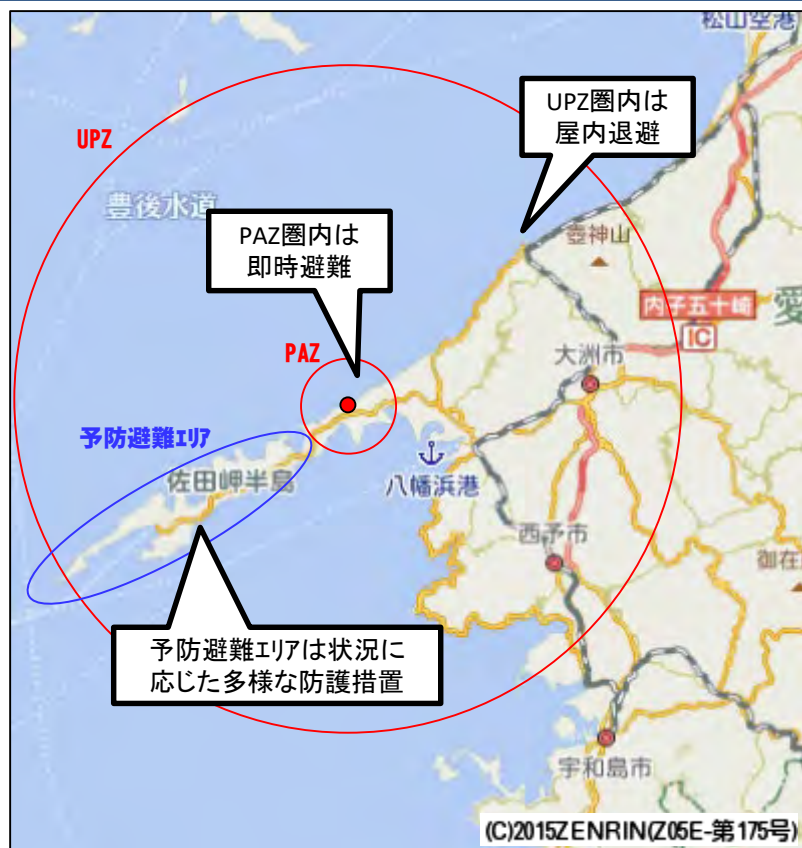 松山空港
UPZ圏内は
屋内退避
UPZ
豊後水道
PAZ圏内は
即時避難
壺神山
内子五十崎
IC
愛
PAZ
大洲市
予防避難エリア
佐田岬半島
八幡浜港
西予市
御在
予防避難エリアは状況に
応じた多様な防護措置
宇和島市
(C)2015ZENRIN(Z05E-第175号)